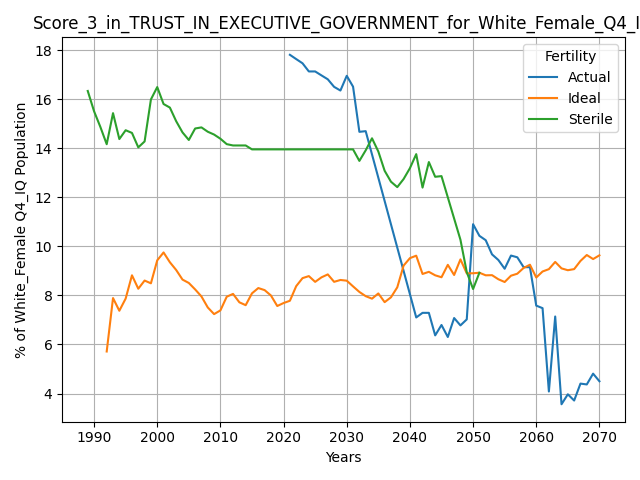 Score_3_in_TRUST_IN_EXECUTIVE_GOVERNMENT_for_White_Female_Q4_I
Fertility
Actual
Ideal
Sterile
% of White_Female Q4_IQ Population
18
16
14
12
10
8
6
4
1990 2000 2010 2020 2030 2040 2050 2060 2070
Years